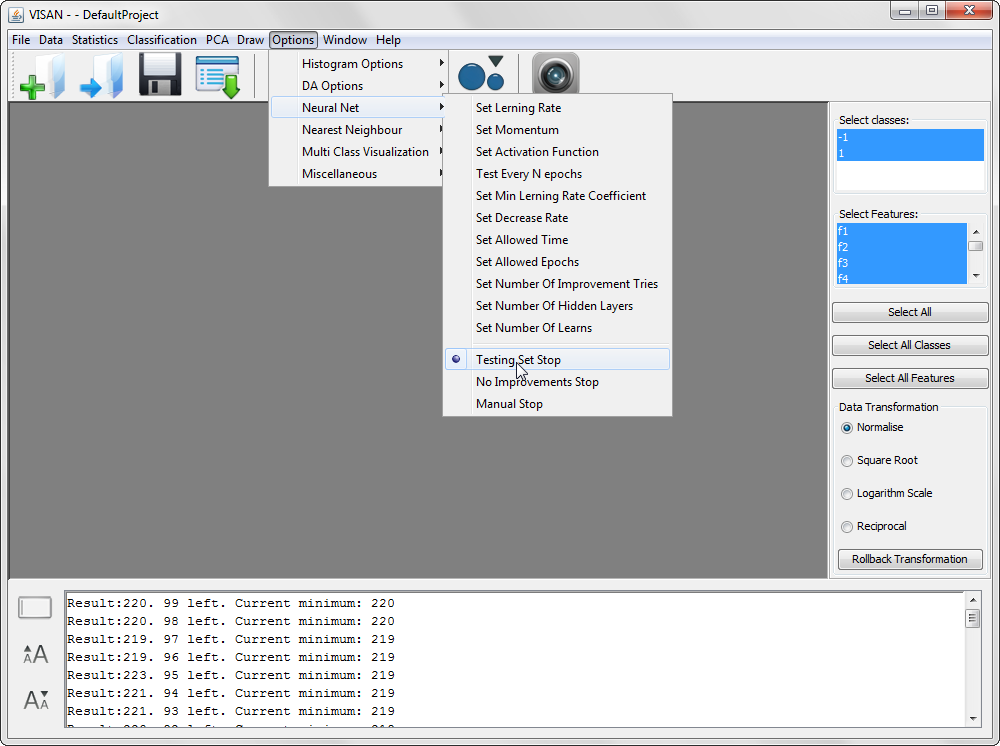 VISAN - - DefaultProject
File Data Statistics Classification PCA Draw Options Window Help
Histogram Options
DA Options
Neural Net
Nearest Neighbour
Multi Class Visualization
Miscellaneous
Set Lerning Rate
Set Momentum
Set Activation Function
Test Every N epochs
Set Min Lerning Rate Coefficient
Set Decrease Rate
Set Allowed Time
Set Allowed Epochs
Set Number Of Improvement Tries
Set Number Of Hidden Layers
Set Number Of Learns
Testing Set Stop
No Improvements Stop
Manual Stop
Select classes:
-1
1
Select Features:
f1
f2
f3
f4
Select All
Select All Classes
Select All Features
Data Transformation
Normalise
Square Root
Logarithm Scale
Reciprocal
Rollback Transformation
AA
AA
Result:220. 99 left. Current minimum: 220
Result:220. 98 left. Current minimum: 220
Result:219. 97 left. Current minimum: 219
Result:219. 96 left. Current minimum: 219
Result:223. 95 left. Current minimum: 219
Result:221. 94 left. Current minimum: 219
Result:221. 93 left. Current minimum: 219